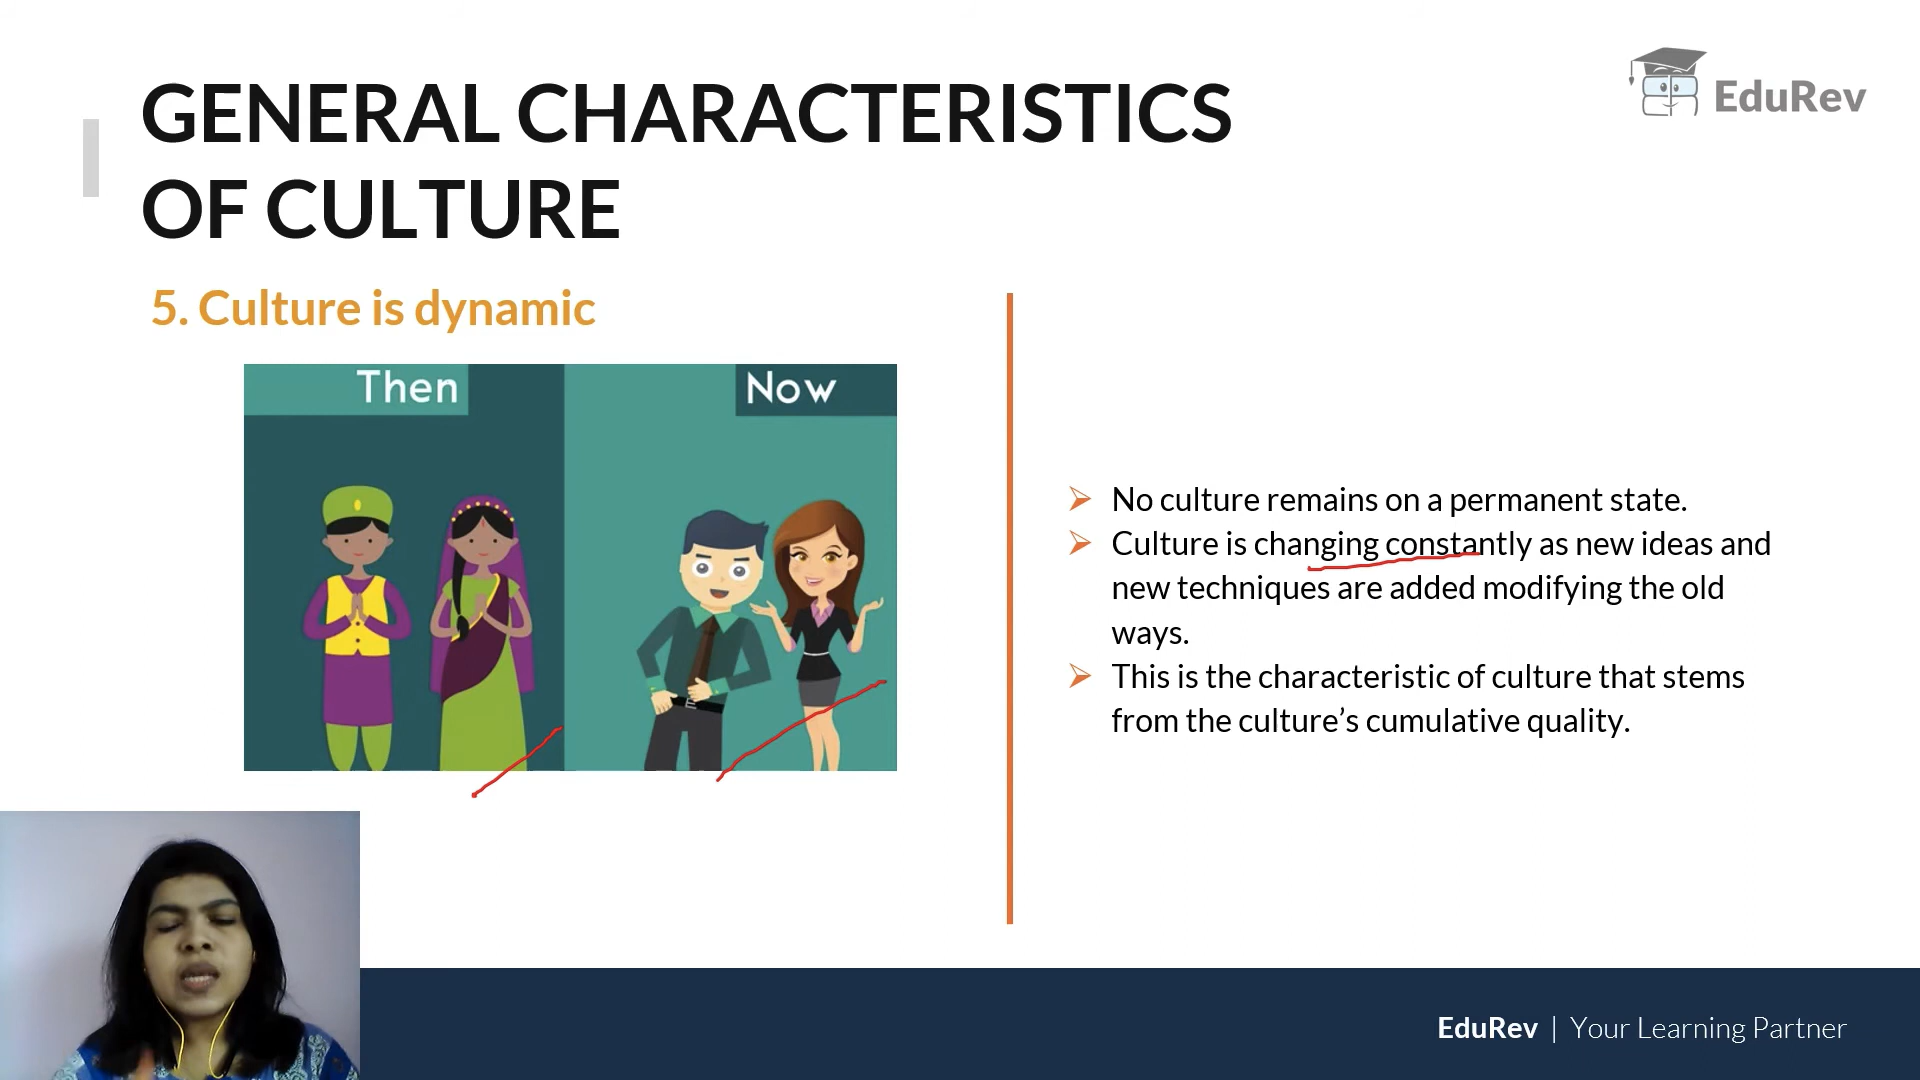 GENERAL CHARACTERISTICS
OF CULTURE
EduRev
5. Culture is dynamic
Then
Now
No culture remains on a permanent state.
Culture is changing constantly as new ideas and
new techniques are added modifying the old
ways.
This is the characteristic of culture that stems
from the culture’s cumulative quality.
EduRev | Your Learning Partner